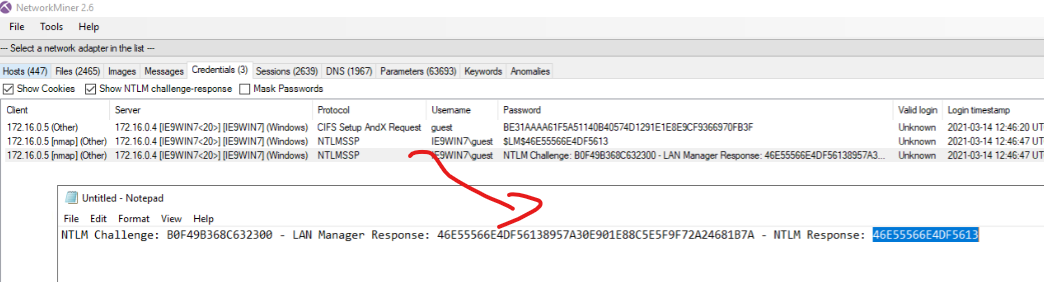 NetworkMiner 2.6
File Tools Help
--- Select a network adapter in the list ---
Hosts (447) Files (2465) Images Messages Credentials (3) Sessions (2639) DNS (1967) Parameters (63693) Keywords Anomalies
Show Cookies Show NTLM challenge-response Mask Passwords
Client Server Protocol Username Password Valid login Login timestamp
172.16.0.5 (Other) 172.16.0.4 [IE9WIN7<20>] [IE9WIN7] (Windows) CIFS Setup AndX Request guest BE31AAAA61F5A51140B40574D1291E1E8E9CF9366970FB3F Unknown 2021-03-14 12:46:20 UT
172.16.0.5 [nmap] (Other) 172.16.0.4 [IE9WIN7<20>] [IE9WIN7] (Windows) NTLMSSP IE9WIN7\guest $LM$46E55566E4DF5613 Unknown 2021-03-14 12:46:47 UT
172.16.0.5 [nmap] (Other) 172.16.0.4 [IE9WIN7<20>] [IE9WIN7] (Windows) NTLMSSP IE9WIN7\guest NTLM Challenge: B0F49B368C632300 - LAN Manager Response: 46E55566E4DF56138957A3... Unknown 2021-03-14 12:46:47 UT
Untitled - Notepad
File Edit Format View Help
NTLM Challenge: B0F49B368C632300 - LAN Manager Response: 46E55566E4DF56138957A30E901E88C5E5F9F72A24681B7A - NTLM Response: 46E55566E4DF5613